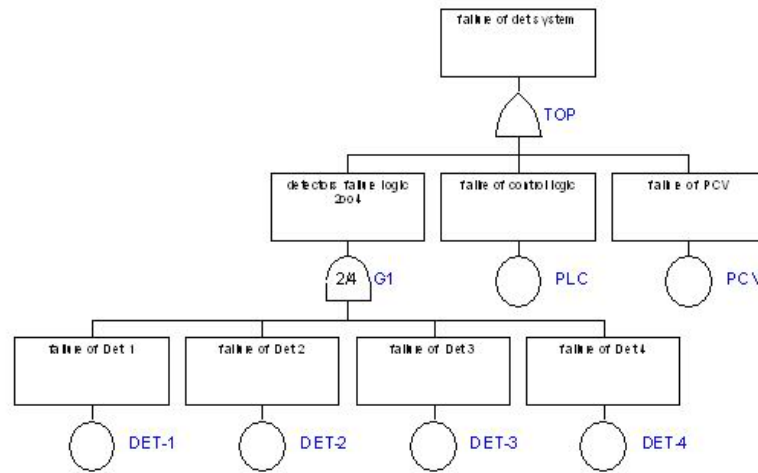 failure of det system
TOP
detectors failure logic
2oo4
failure of control logic
failure of PCV
2/4
G1
PLC
PCV
failure of Det 1
failure of Det 2
failure of Det 3
failure of Det 4
DET-1
DET-2
DET-3
DET-4